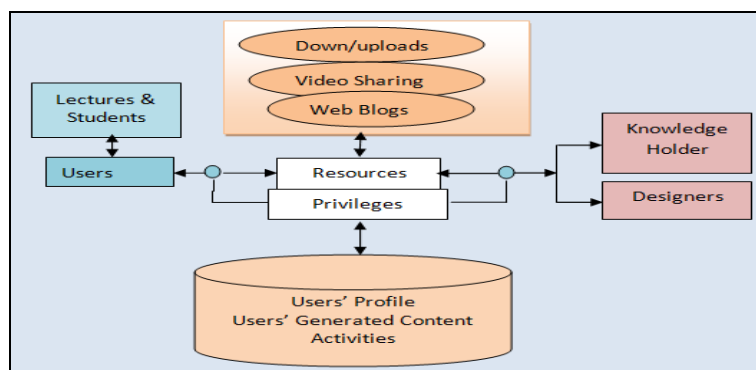 Down/uploads
Video Sharing
Web Blogs
Lectures &
Students
Users
Resources
Privileges
Knowledge
Holder
Designers
Users' Profile
Users' Generated Content
Activities